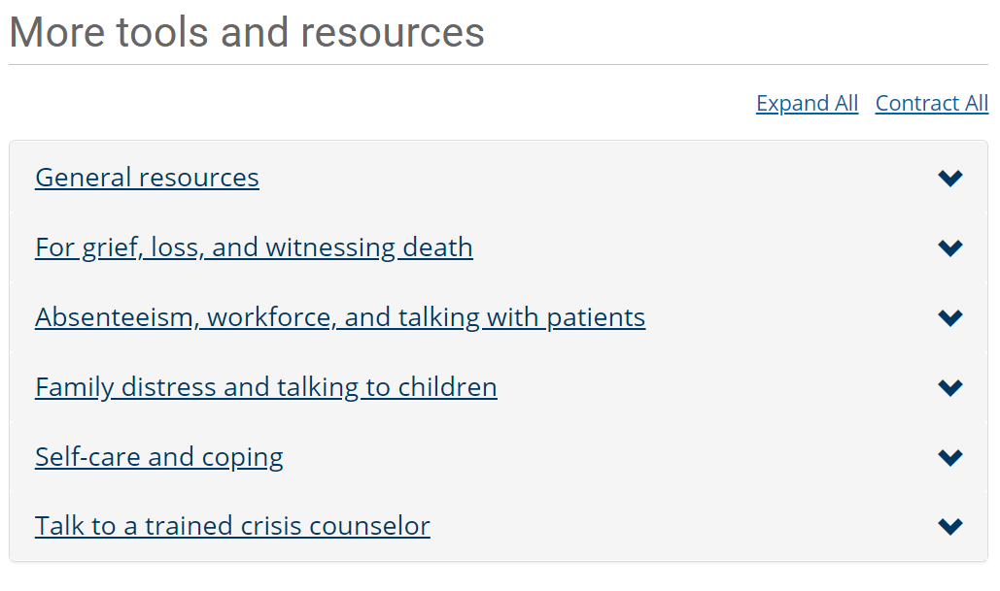 More tools and resources
Expand All Contract All
General resources
For grief, loss, and witnessing death
Absenteeism, workforce, and talking with patients
Family distress and talking to children
Self-care and coping
Talk to a trained crisis counselor